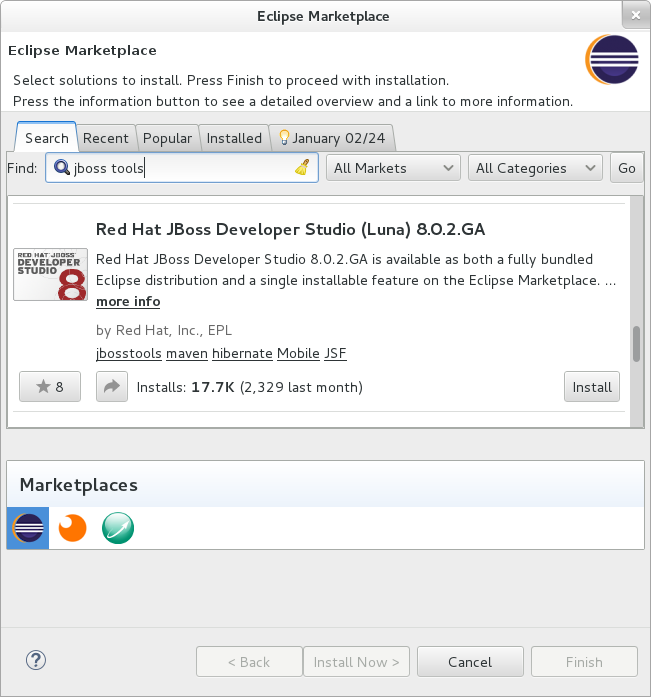 Eclipse Marketplace
Eclipse Marketplace
Select solutions to install. Press Finish to proceed with installation.
Press the information button to see a detailed overview and a link to more information.
Search Recent Popular Installed January 02/24
Find: jboss tools All Markets All Categories Go
Red Hat JBoss Developer Studio (Luna) 8.0.2.GA
RED HAT JBOSS
DEVELOPER
STUDIO 8
Red Hat JBoss Developer Studio 8.0.2.GA is available as both a fully bundled
Eclipse distribution and a single installable feature on the Eclipse Marketplace. ...
more info
by Red Hat, Inc., EPL
jbosstools maven hibernate Mobile JSF
8 Installs: 17.7K (2,329 last month) Install
Marketplaces
? < Back Install Now > Cancel Finish